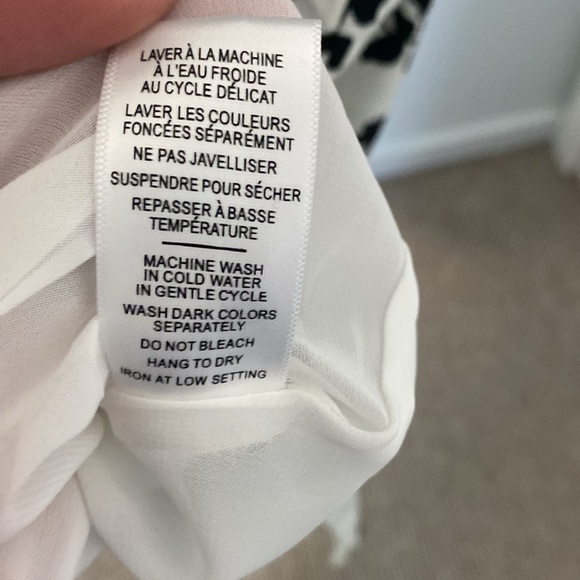 LAVER À LA MACHINE
À L'EAU FROIDE
AU CYCLE DÉLICAT
LAVER LES COULEURS
FONCÉES SÉPARÉMENT
NE PAS JAVELLISER
SUSPENDRE POUR SÉCHER
REPASSER À BASSE
TEMPÉRATURE
MACHINE WASH
IN COLD WATER
IN GENTLE CYCLE
WASH DARK COLORS
SEPARATELY
DO NOT BLEACH
HANG TO DRY
IRON AT LOW SETTING